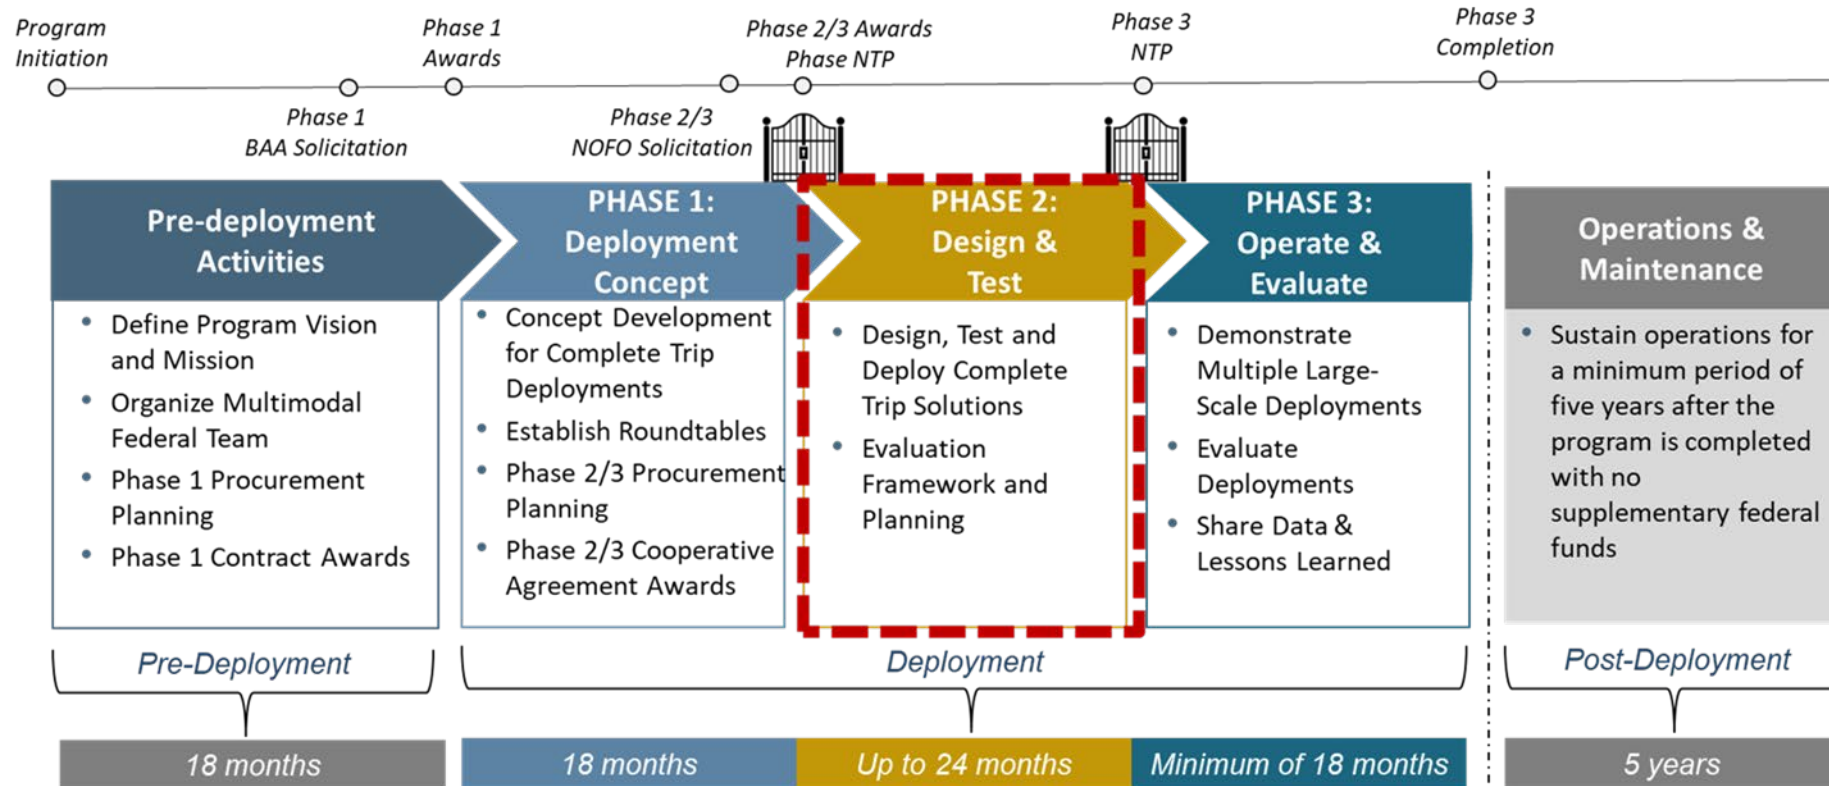 Program
Initiation
Phase 1
Awards
Phase 2/3 Awards
Phase NTP
Phase 3
NTP
Phase 3
Completion
Phase 1
BAA Solicitation
Phase 2/3
NOFO Solicitation
Pre-deployment
Activities
PHASE 1:
Deployment
Concept
PHASE 2:
Design &
Test
PHASE 3:
Operate &
Evaluate
Operations &
Maintenance
• Define Program Vision
and Mission
• Organize Multimodal
Federal Team
• Phase 1 Procurement
Planning
• Phase 1 Contract Awards
• Concept Development
for Complete Trip
Deployments
• Establish Roundtables
• Phase 2/3 Procurement
Planning
• Phase 2/3 Cooperative
Agreement Awards
• Design, Test and
Deploy Complete
Trip Solutions
• Evaluation
Framework and
Planning
• Demonstrate
Multiple Large-
Scale Deployments
• Evaluate
Deployments
• Share Data &
Lessons Learned
• Sustain operations for
a minimum period of
five years after the
program is completed
with no
supplementary federal
funds
Pre-Deployment
Deployment
Post-Deployment
18 months
18 months
Up to 24 months
Minimum of 18 months
5 years